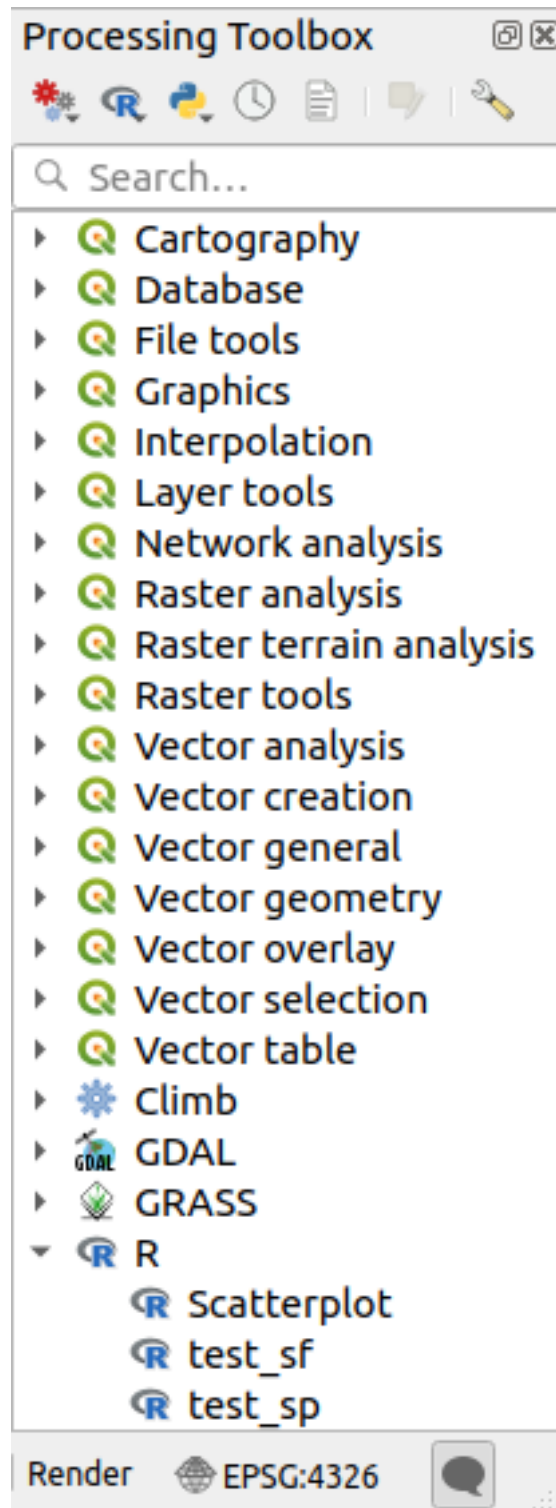 Processing Toolbox
Search...
Cartography
Database
File tools
Graphics
Interpolation
Layer tools
Network analysis
Raster analysis
Raster terrain analysis
Raster tools
Vector analysis
Vector creation
Vector general
Vector geometry
Vector overlay
Vector selection
Vector table
Climb
GDAL GDAL
GRASS
R R
R Scatterplot
R test_sf
R test_sp
Render EPSG:4326